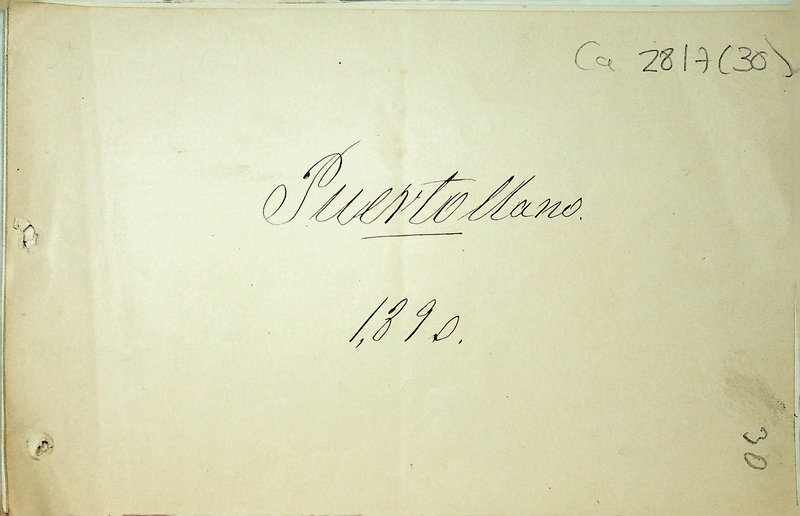 Ca 2817(30)
Puertollano.
1,890.
30